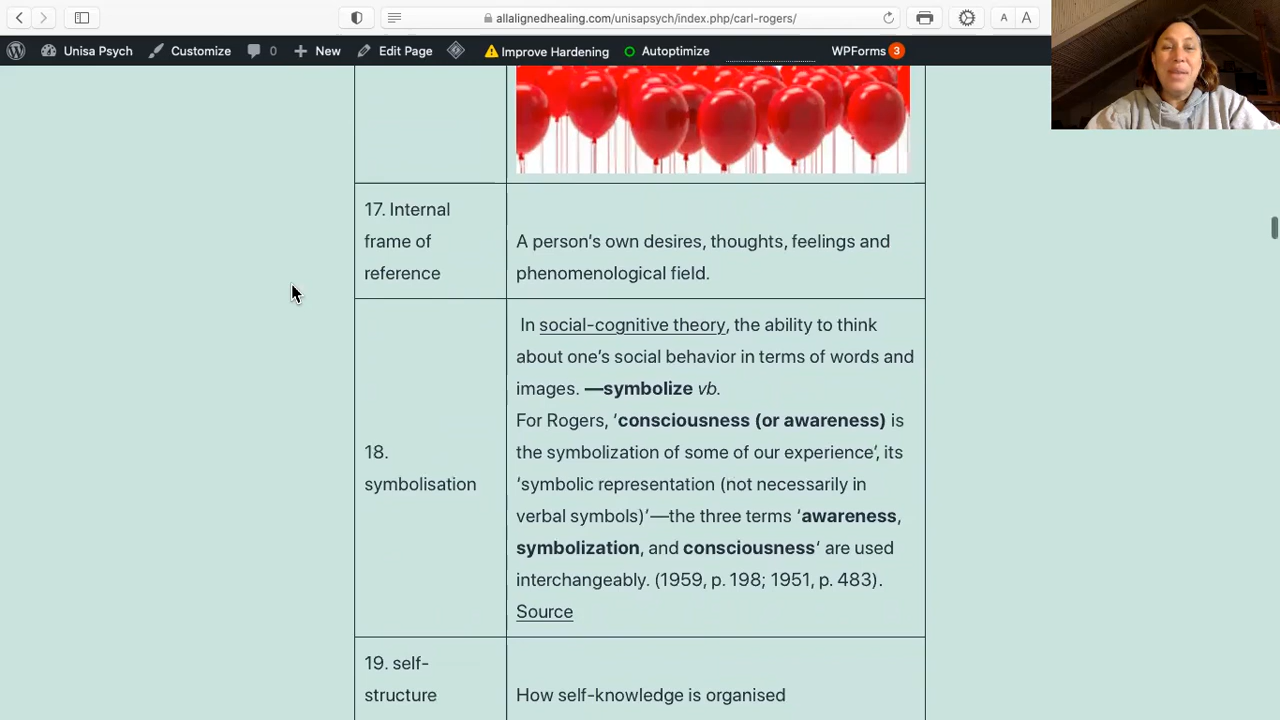 allalignedhealing.com/unisapsych/index.php/carl-rogers/
A A
Unisa Psych Customize 0 New Edit Page Improve Hardening Autoptimize WPForms 3
17. Internal
frame of
reference
A person's own desires, thoughts, feelings and
phenomenological field.
18.
symbolisation
In social-cognitive theory, the ability to think
about one's social behavior in terms of words and
images. —symbolize vb.
For Rogers, ‘consciousness (or awareness) is
the symbolization of some of our experience’, its
‘symbolic representation (not necessarily in
verbal symbols)’—the three terms ‘awareness,
symbolization, and consciousness‘ are used
interchangeably. (1959, p. 198; 1951, p. 483).
Source
19. self-
structure
How self-knowledge is organised